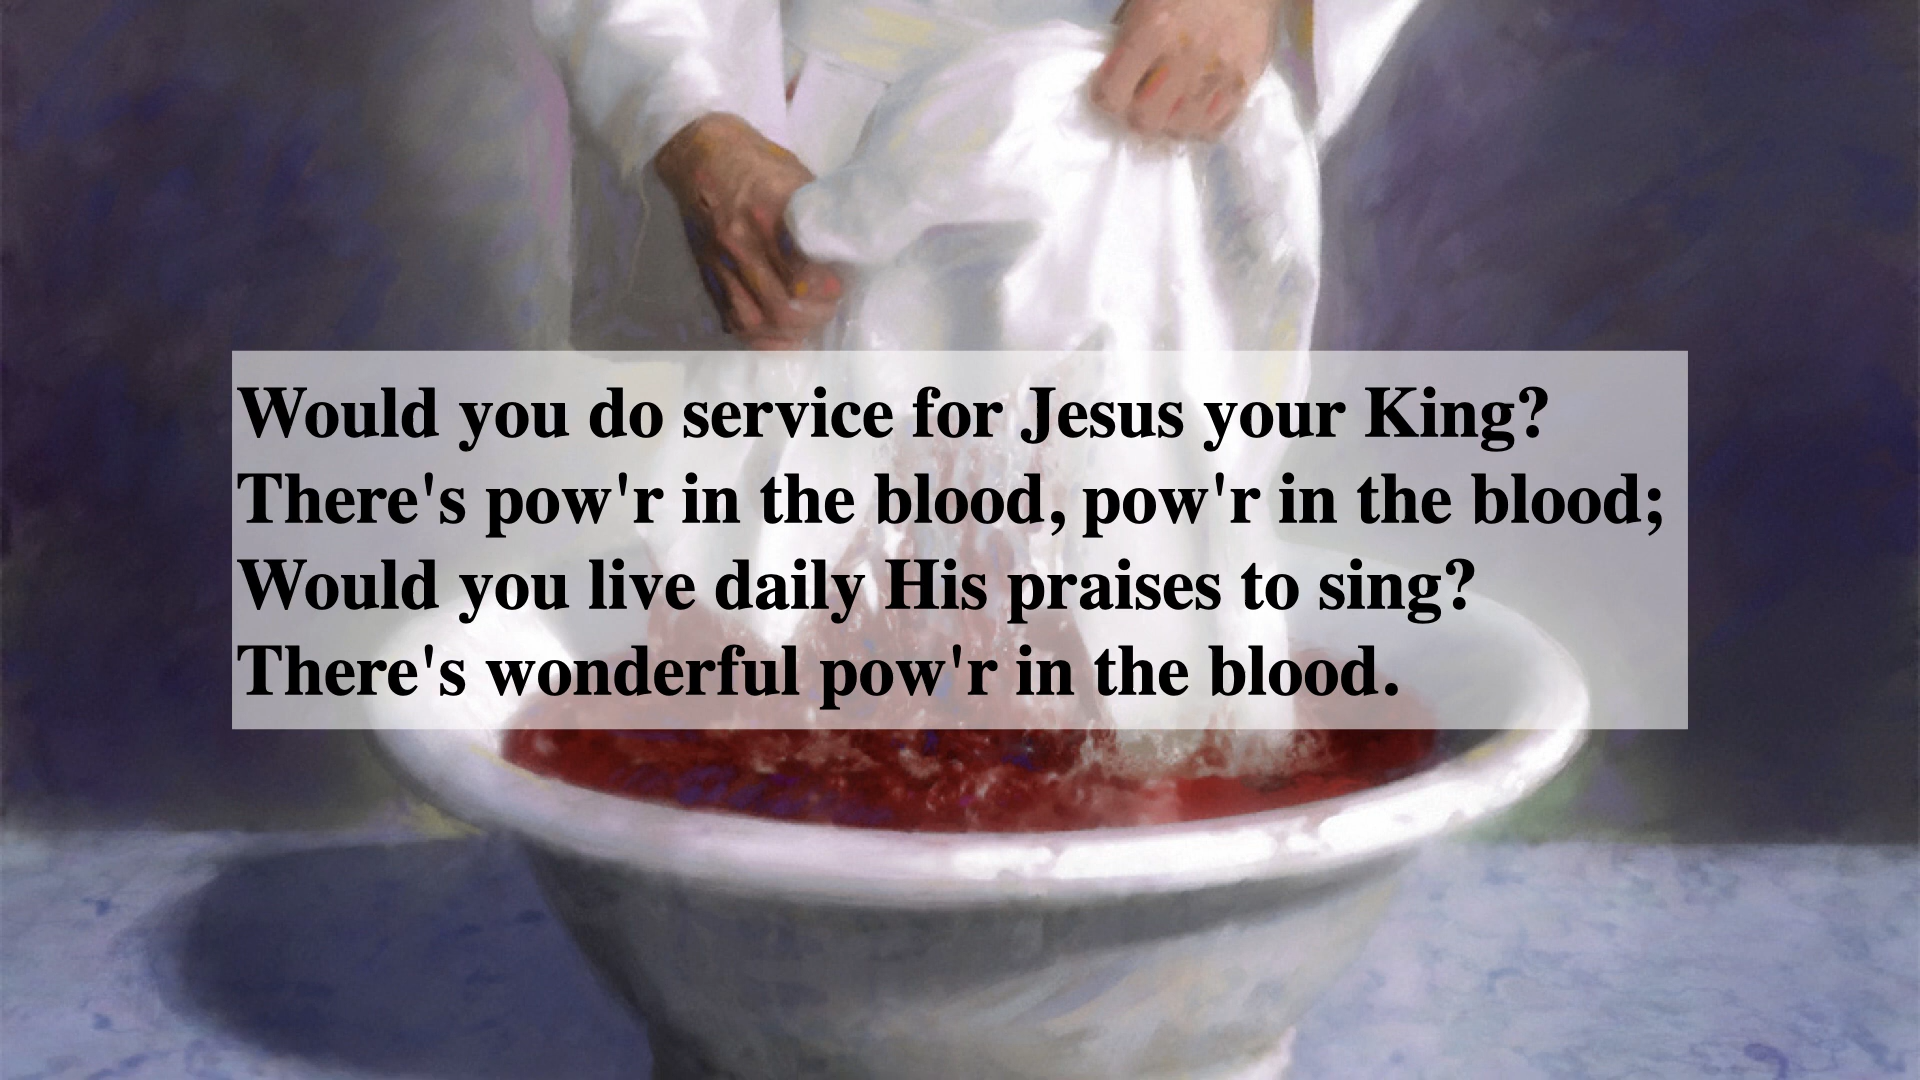 Would you do service for Jesus your King?
There's pow'r in the blood, pow'r in the blood;
Would you live daily His praises to sing?
There's wonderful pow'r in the blood.